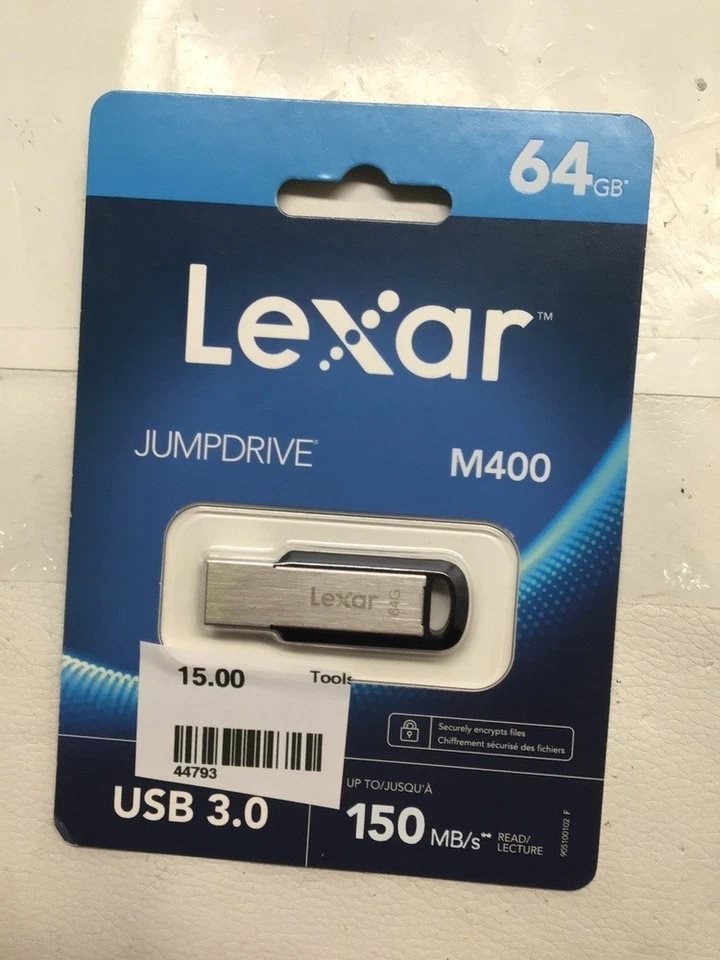 64GB*
Lexar™
JUMPDRIVE®
M400
Lexar 64G
15.00 Tools
44793
Securely encrypts files
Chiffrement sécurisé des fichiers
USB 3.0
UP TO/JUSQU'À
150 MB/s** READ/
LECTURE
905100102 F